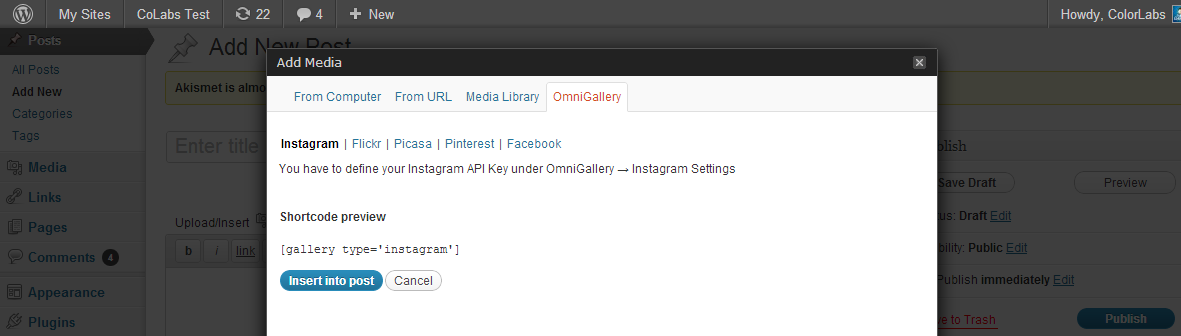 My Sites CoLabs Test 22 4 + New Howdy, ColorLabs
Posts
Add New Post
All Posts
Add New
Categories
Tags
Media
Links
Pages
Comments 4
Appearance
Plugins
Akismet is almo
Enter title
Upload/Insert
b i link
Add Media
From Computer From URL Media Library OmniGallery
Instagram | Flickr | Picasa | Pinterest | Facebook
You have to define your Instagram API Key under OmniGallery → Instagram Settings
Shortcode preview
[gallery type='instagram']
Insert into post Cancel
blish
Save Draft Preview
us: Draft Edit
bility: Public Edit
Publish immediately Edit
ve to Trash Publish